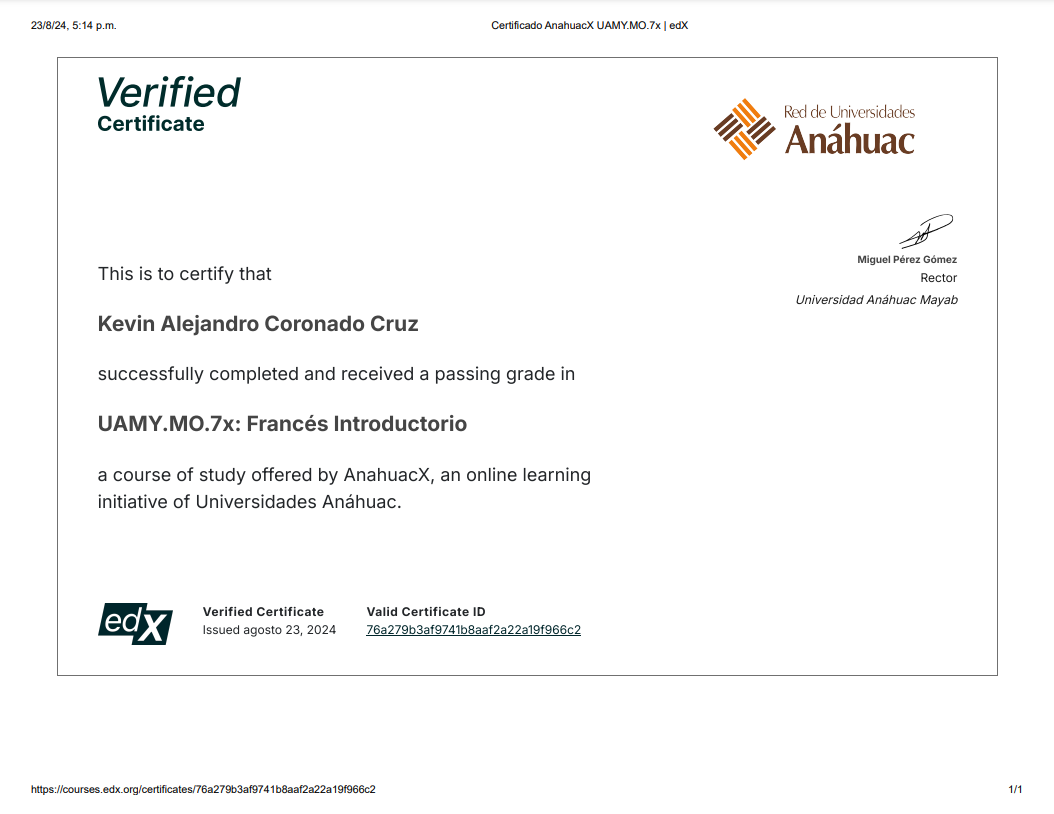 23/8/24, 5:14 p.m.
Certificado AnahuacX UAMY.MO.7x | edX
Verified
Certificate
Red de Universidades
Anáhuac
Miguel Pérez Gómez
Rector
Universidad Anáhuac Mayab
This is to certify that
Kevin Alejandro Coronado Cruz
successfully completed and received a passing grade in
UAMY.MO.7x: Francés Introductorio
a course of study offered by AnahuacX, an online learning
initiative of Universidades Anáhuac.
edX
Verified Certificate
Issued agosto 23, 2024
Valid Certificate ID
76a279b3af9741b8aaf2a22a19f966c2
https://courses.edx.org/certificates/76a279b3af9741b8aaf2a22a19f966c2
1/1